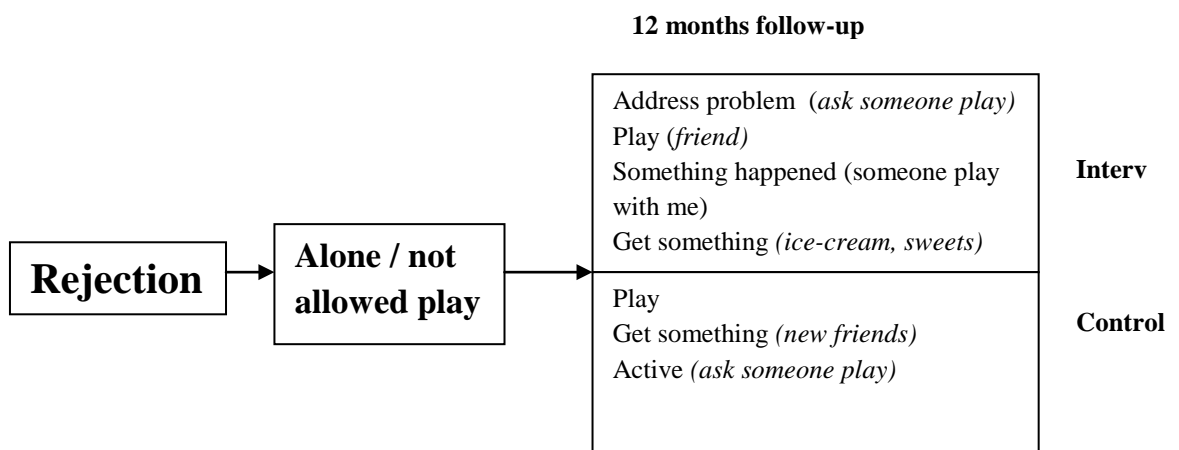 12 months follow-up
Address problem (ask someone play)
Play (friend)
Something happened (someone play
with me)
Get something (ice-cream, sweets)
Interv
Rejection
Alone / not
allowed play
Play
Get something (new friends)
Active (ask someone play)
Control